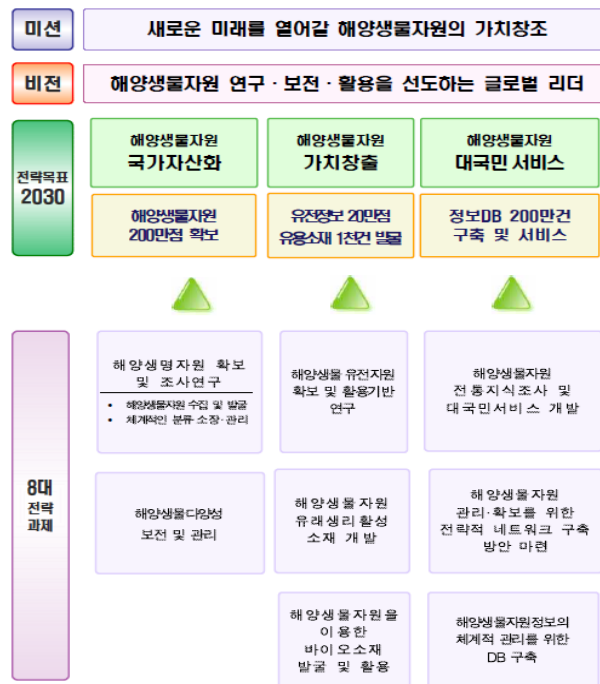 미션
새로운 미래를 열어갈 해양생물자원의 가치창조
비전
해양생물자원 연구·보전·활용을 선도하는 글로벌 리더
전략목표
2030
해양생물자원
국가자산화
해양생물자원
가치창출
해양생물자원
대국민 서비스
해양생물자원
200만점 확보
유전정보 20만점
유용소재 1천건 발굴
정보DB 200만건
구축 및 서비스
8대
전략
과제
해양생명자원 확보
및 조사연구
• 해양생물자원 수집 및 발굴
• 체계적인 분류·소장·관리
해양생물 유전자원
확보 및 활용기반
연구
해양생물자원
전통지식조사 및
대국민서비스 개발
해양생물다양성
보전 및 관리
해양생물자원
유래생리활성
소재 개발
해양생물자원
관리·확보를 위한
전략적 네트워크 구축
방안 마련
해양생물자원을
이용한
바이오소재
발굴 및 활용
해양생물자원정보의
체계적 관리를 위한
DB 구축